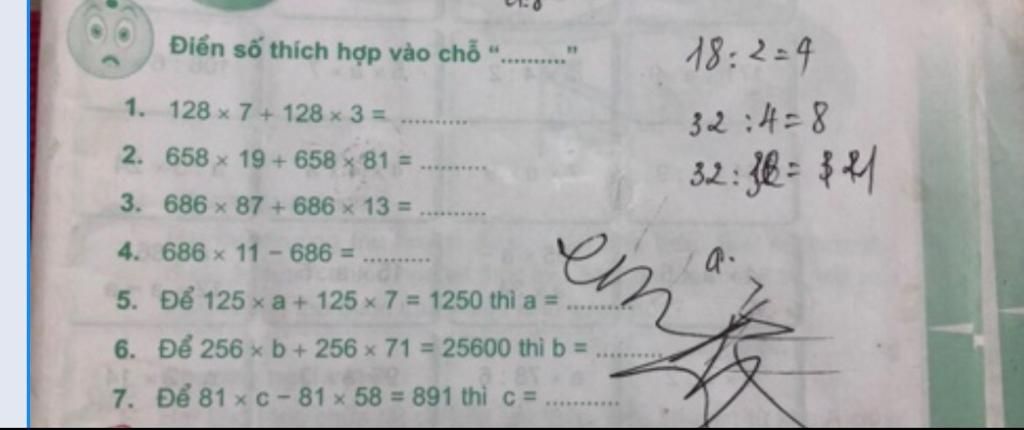 Điền số thích hợp vào chỗ “..........”
1. 128 × 7 + 128 × 3 = ..........
2. 658 × 19 + 658 × 81 = ..........
3. 686 × 87 + 686 × 13 = ..........
4. 686 × 11 − 686 = ..........
5. Để 125 × a + 125 × 7 = 1250 thì a = ..........
6. Để 256 × b + 256 × 71 = 25600 thì b = ..........
7. Để 81 × c − 81 × 58 = 891 thì c = ..........
18 : 2 = 9
32 : 4 = 8
32 :
a.